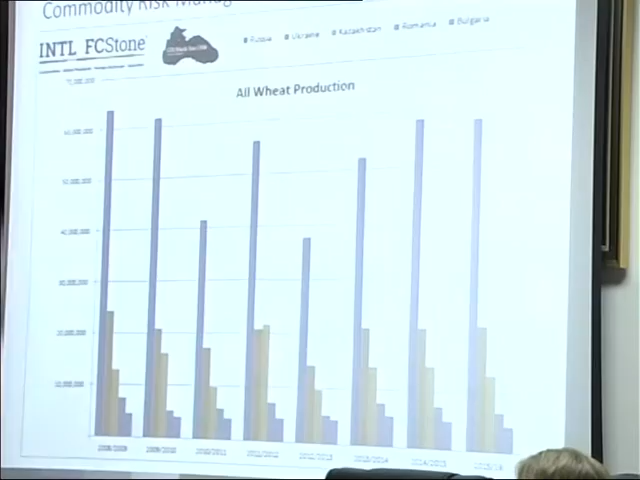 Commodity Risk Manag
INTL FCStone
Russia Ukraine Kazakhstan Romania Bulgaria
All Wheat Production
70,000,000
60,000,000
50,000,000
40,000,000
30,000,000
20,000,000
10,000,000
2008/2009 2009/2010 2010/2011 2011/2012 2012/2013 2013/2014 2014/2015 2015/16